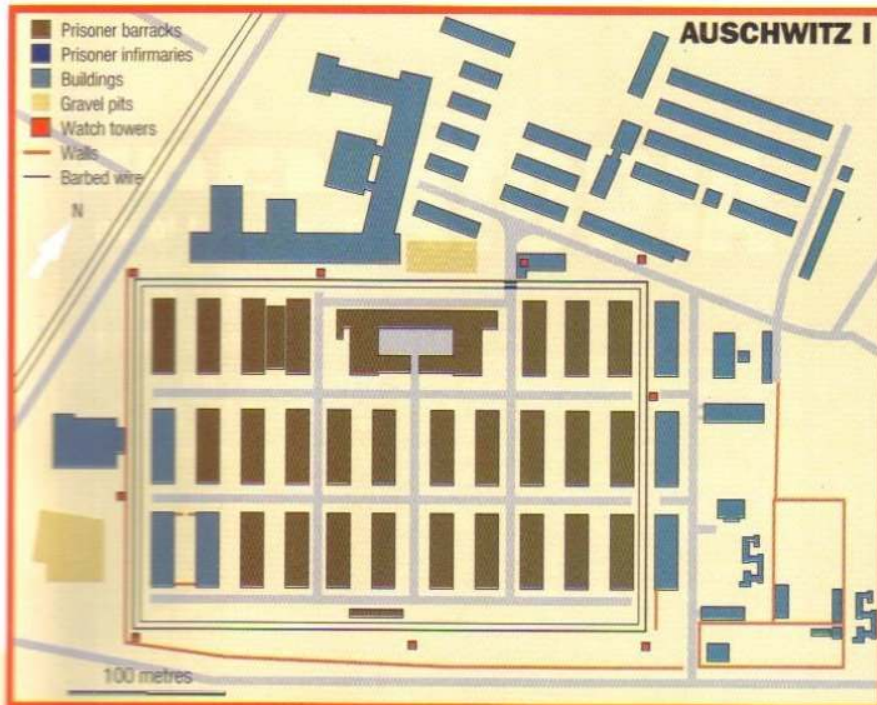 AUSCHWITZ I
Prisoner barracks
Prisoner infirmaries
Buildings
Gravel pits
Watch towers
Walls
Barbed wire
N
100 metres